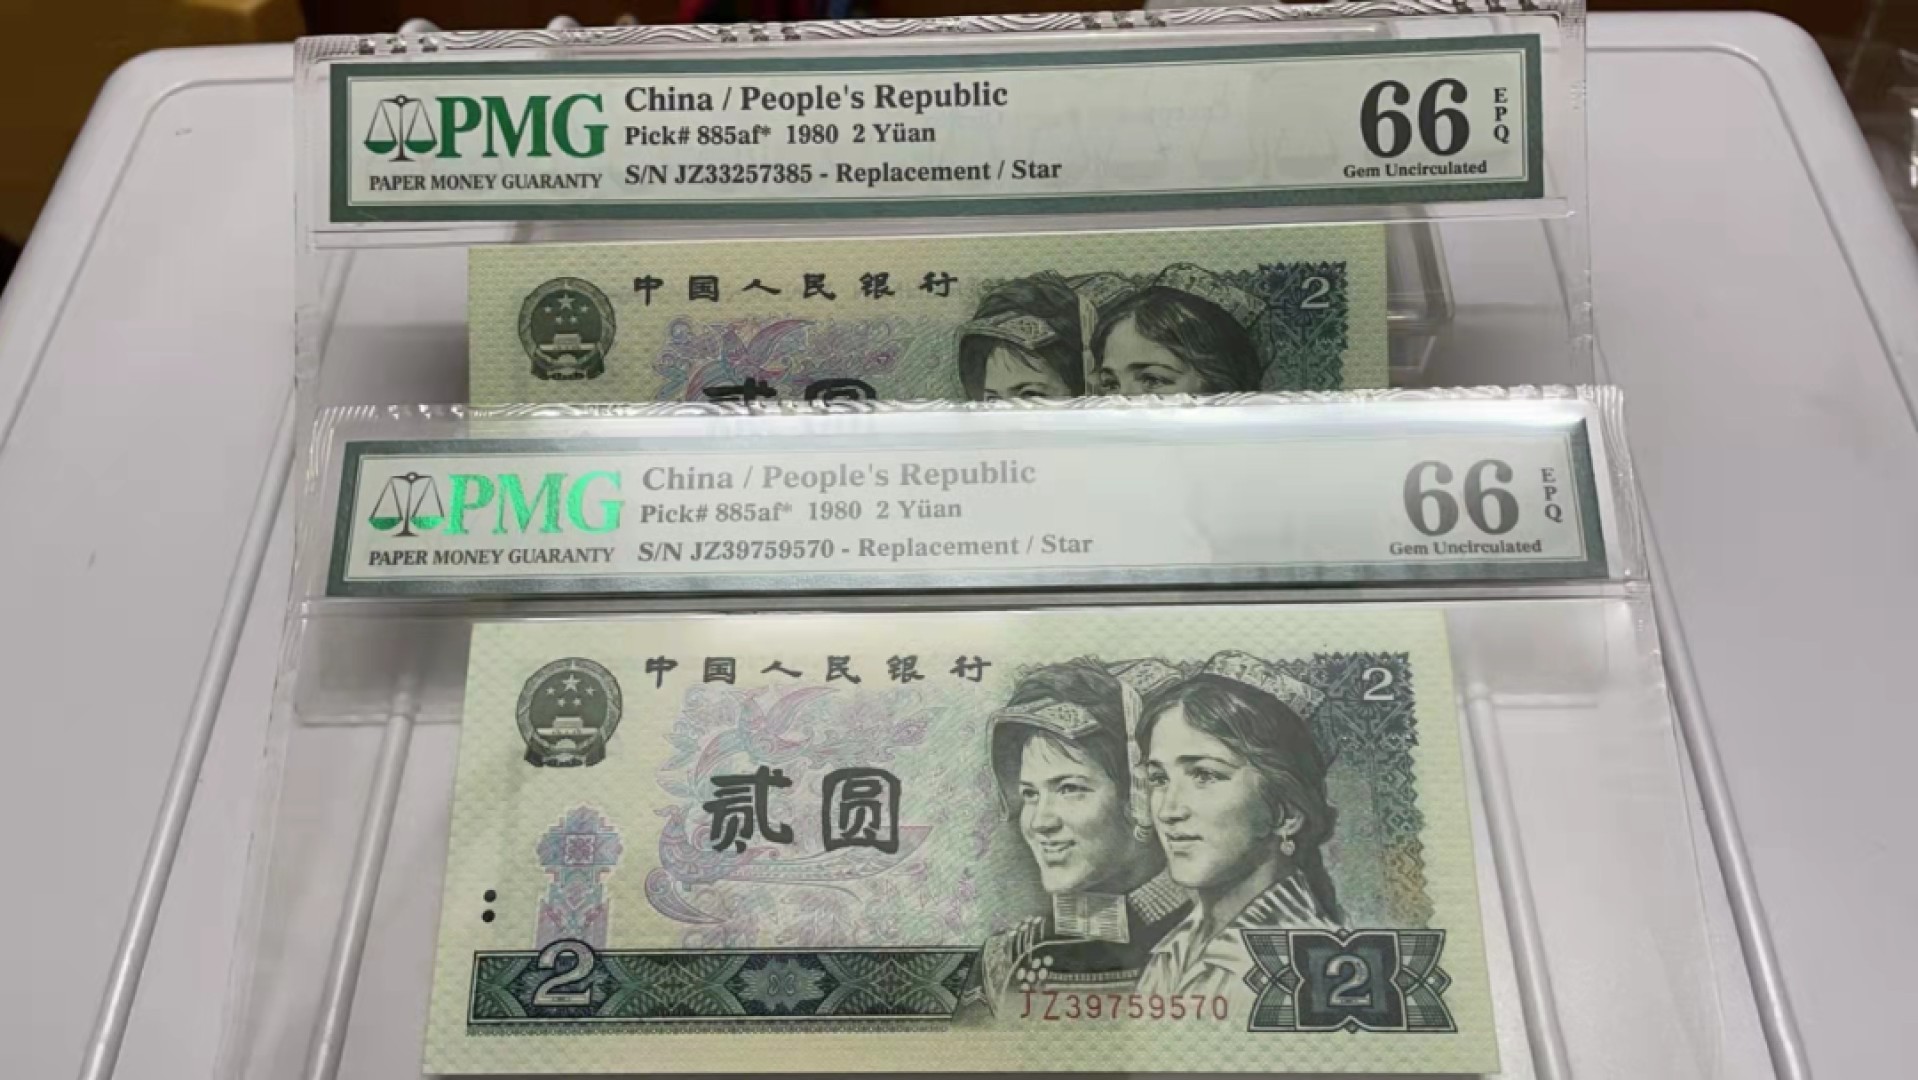 PMG
PAPER MONEY GUARANTY
China / People's Republic
Pick# 885af* 1980 2 Yüan
S/N JZ33257385 - Replacement / Star
66
EPQ
Gem Uncirculated
中国人民银行
2
贰圆
PMG
PAPER MONEY GUARANTY
China / People's Republic
Pick# 885af* 1980 2 Yüan
S/N JZ39759570 - Replacement / Star
66
EPQ
Gem Uncirculated
中国人民银行
2
贰圆
2
JZ39759570
2